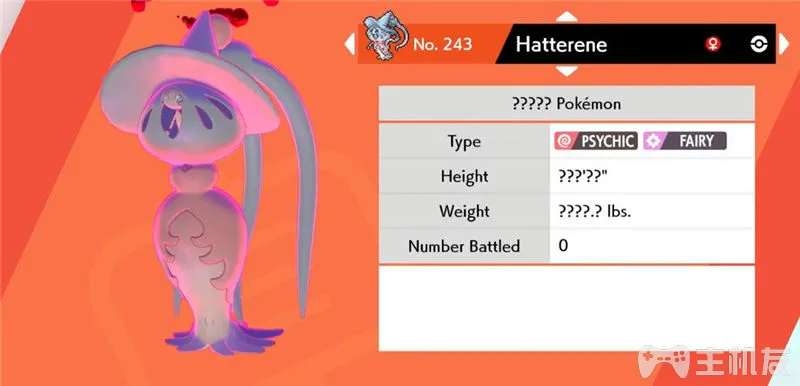 No. 243 Hatterene
????? Pokémon
Type PSYCHIC FAIRY
Height ???'??"
Weight ????.? lbs.
Number Battled 0
主机友